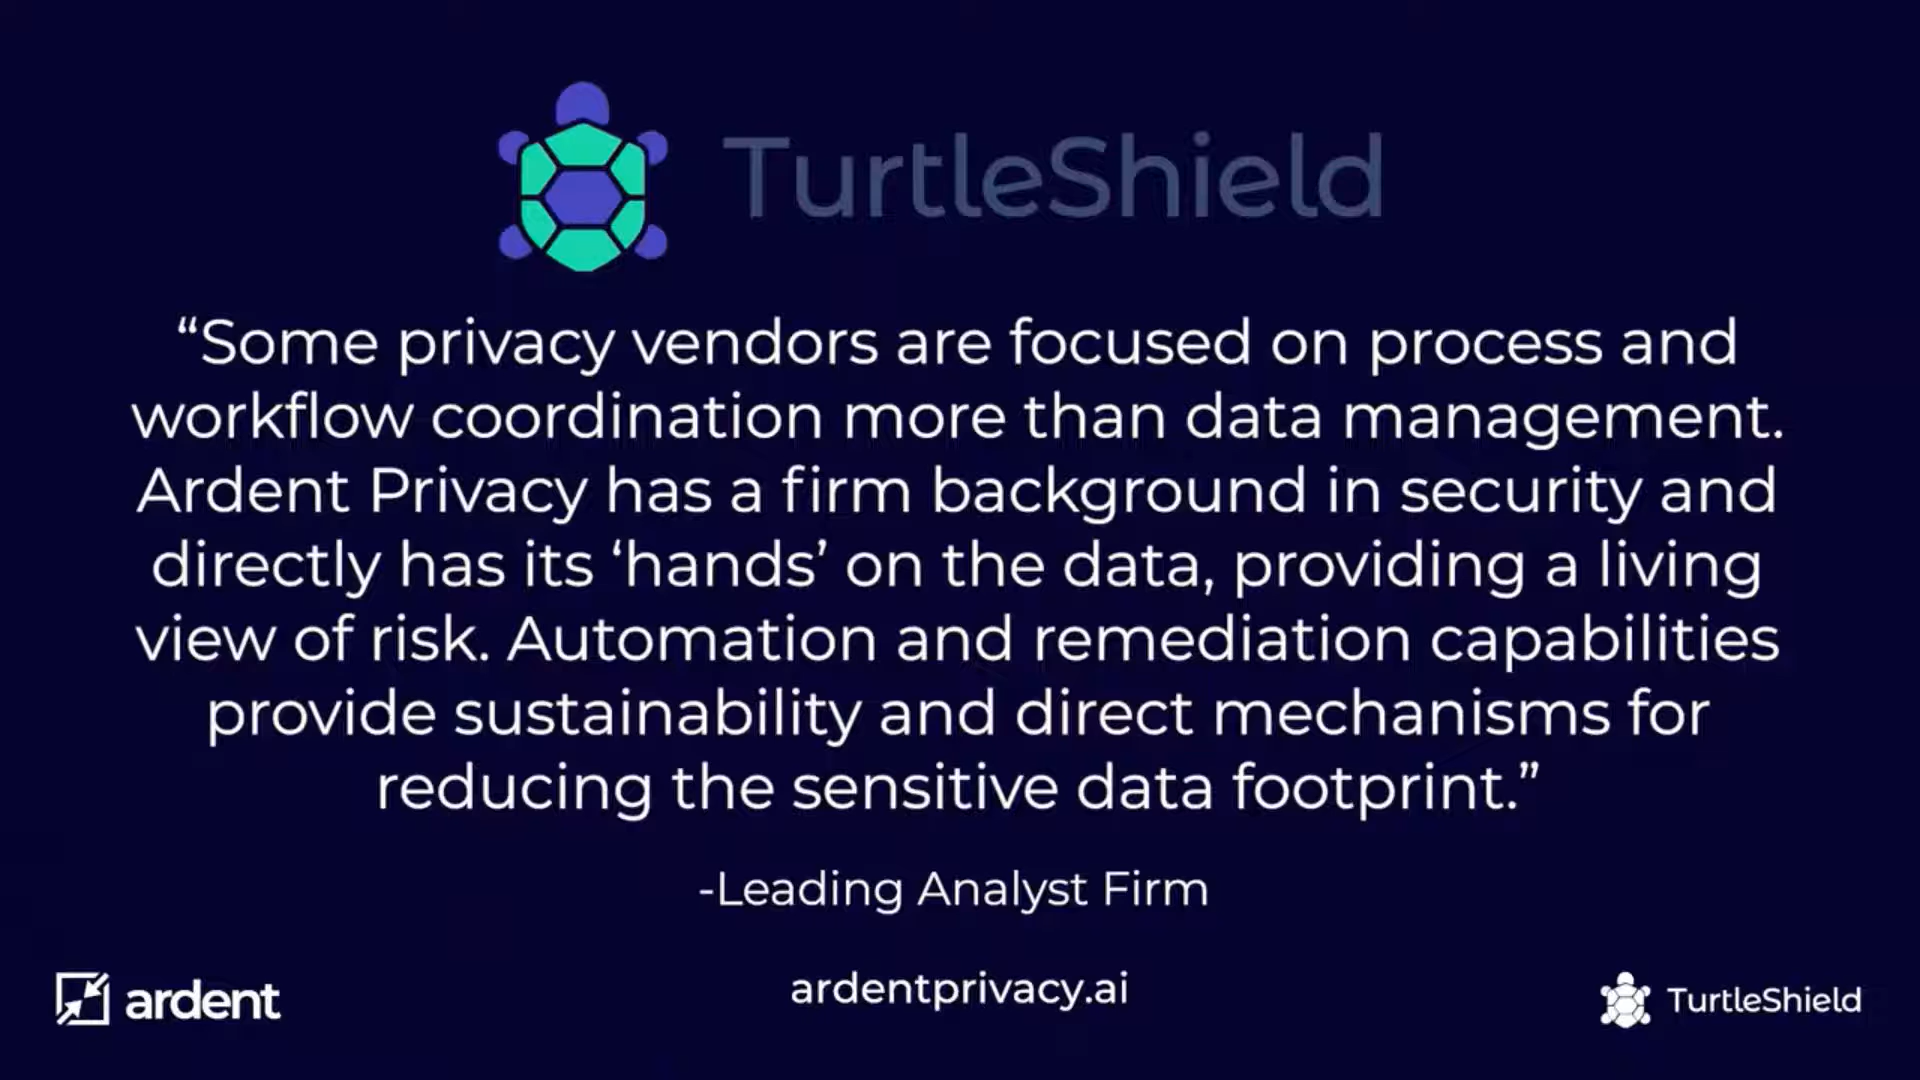 TurtleShield
“Some privacy vendors are focused on process and
workflow coordination more than data management.
Ardent Privacy has a firm background in security and
directly has its ‘hands’ on the data, providing a living
view of risk. Automation and remediation capabilities
provide sustainability and direct mechanisms for
reducing the sensitive data footprint.”
-Leading Analyst Firm
ardent
ardentprivacy.ai
TurtleShield